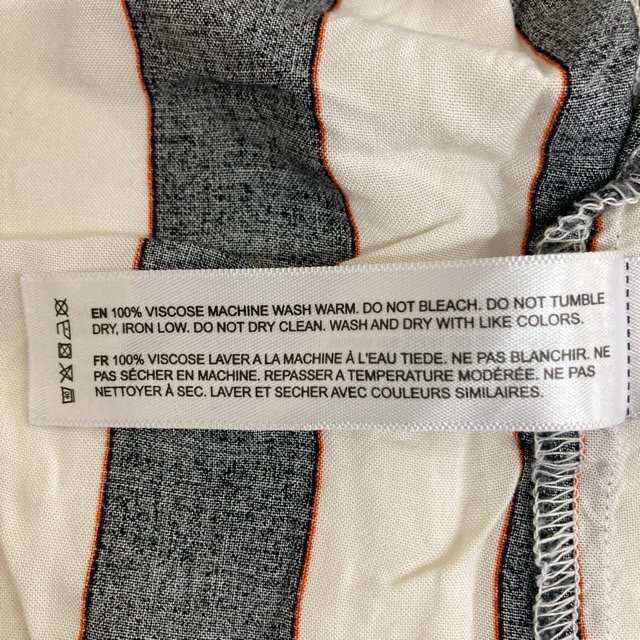 EN 100% VISCOSE MACHINE WASH WARM. DO NOT BLEACH. DO NOT TUMBLE
DRY, IRON LOW. DO NOT DRY CLEAN. WASH AND DRY WITH LIKE COLORS.
FR 100% VISCOSE LAVER A LA MACHINE À L'EAU TIEDE. NE PAS BLANCHIR. NE
PAS SÉCHER EN MACHINE. REPASSER A TEMPERATURE MODÉRÉE. NE PAS
NETTOYER À SEC. LAVER ET SECHER AVEC COULEURS SIMILAIRES.